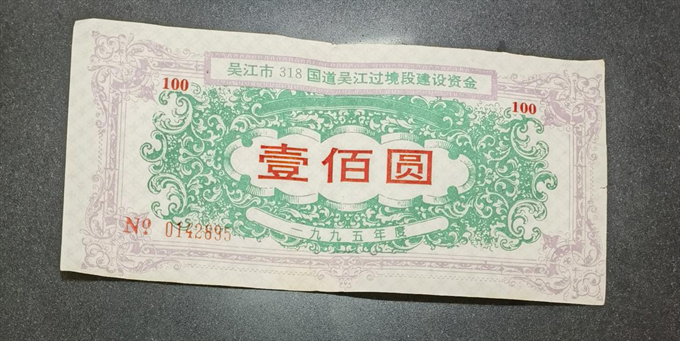 吴江市 318 国道吴江过境段建设资金
100
100
壹佰圆
一九九五年度
№ 0142895